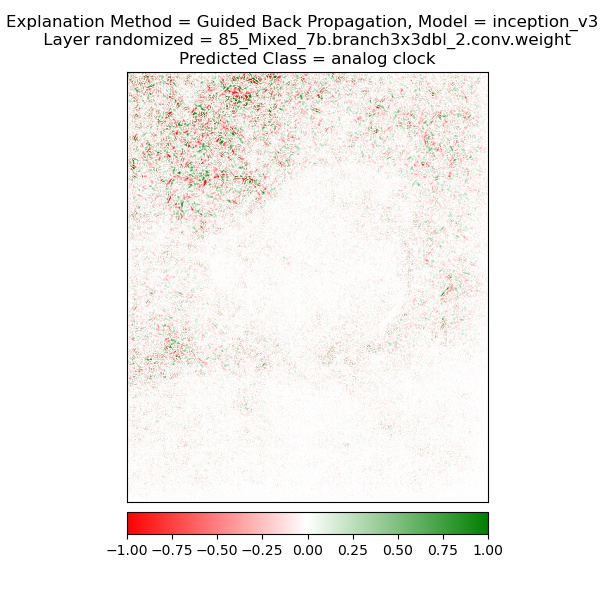 Explanation Method = Guided Back Propagation, Model = inception_v3
Layer randomized = 85_Mixed_7b.branch3x3dbl_2.conv.weight
Predicted Class = analog clock
−1.00 −0.75 −0.50 −0.25 0.00 0.25 0.50 0.75 1.00